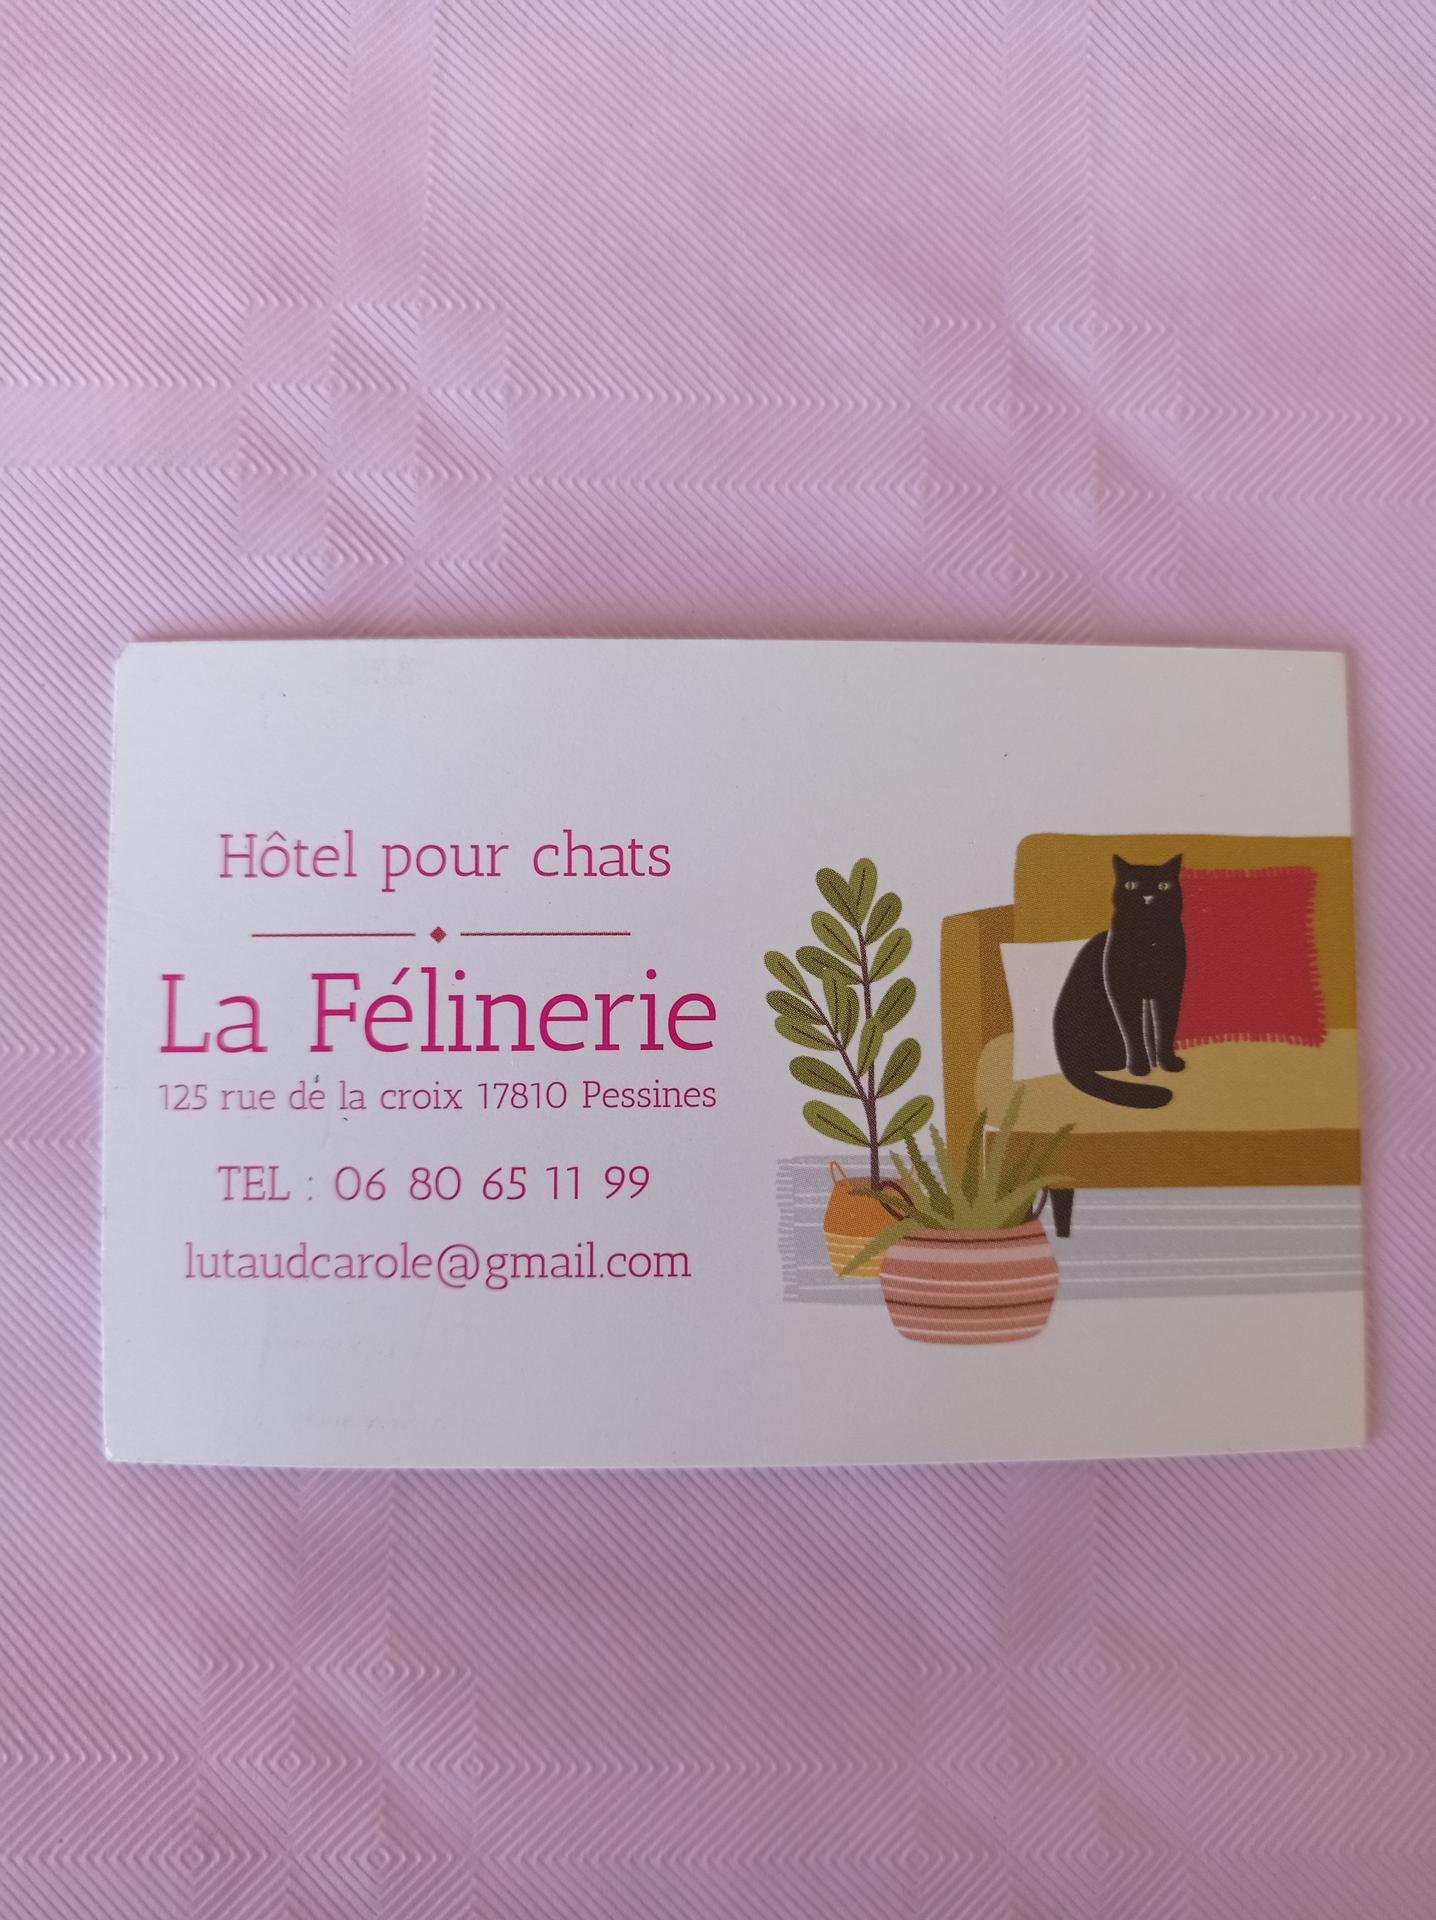 Hôtel pour chats
La Félinerie
125 rue de la croix 17810 Pessines
TEL : 06 80 65 11 99
lutaudcarole@gmail.com